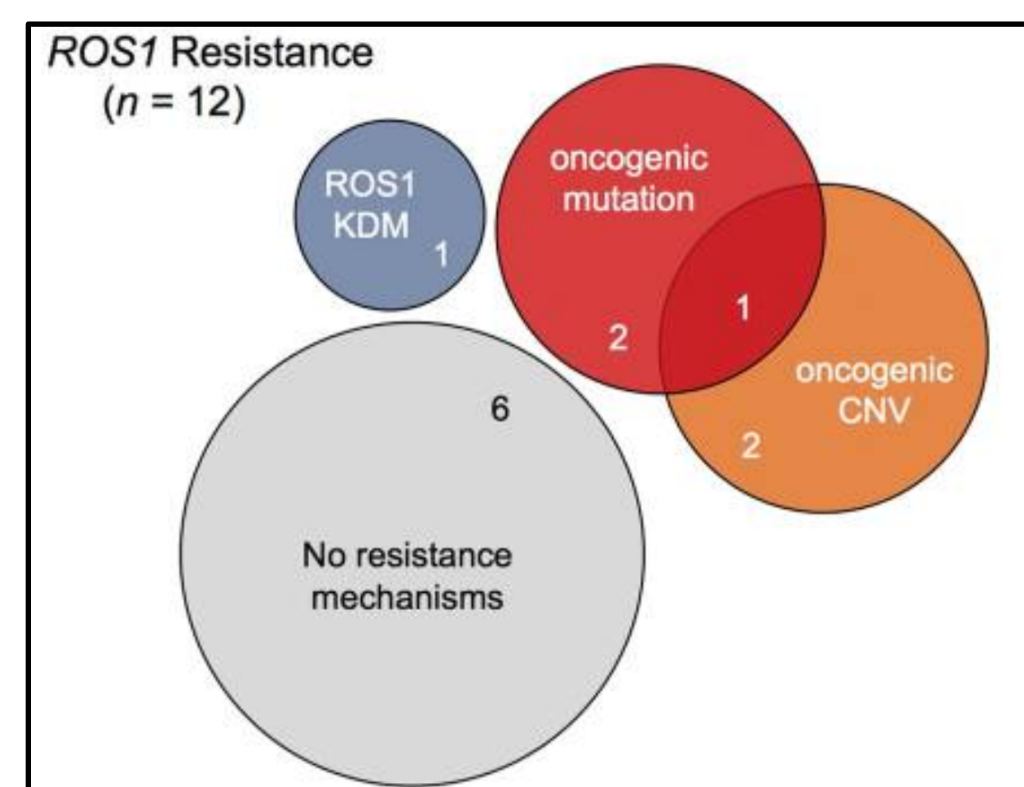 ROS1 Resistance
(n = 12)
ROS1
KDM
1
oncogenic
mutation
2
1
oncogenic
CNV
2
6
No resistance
mechanisms